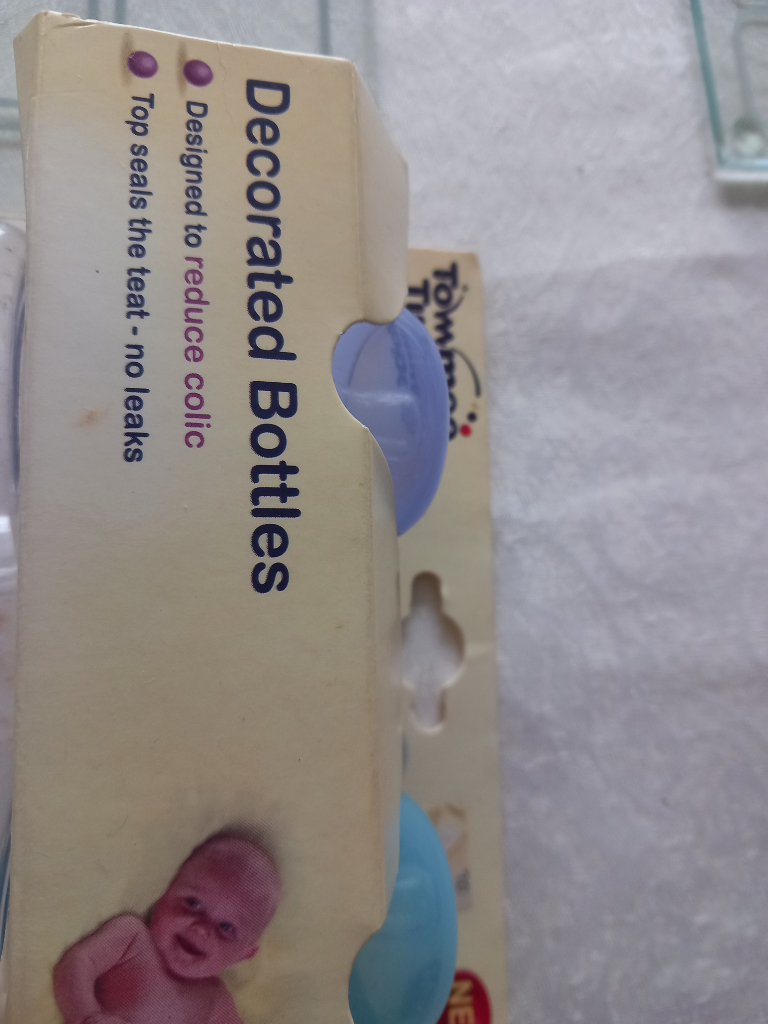 Decorated Bottles
Designed to reduce colic
Top seals the teat - no leaks